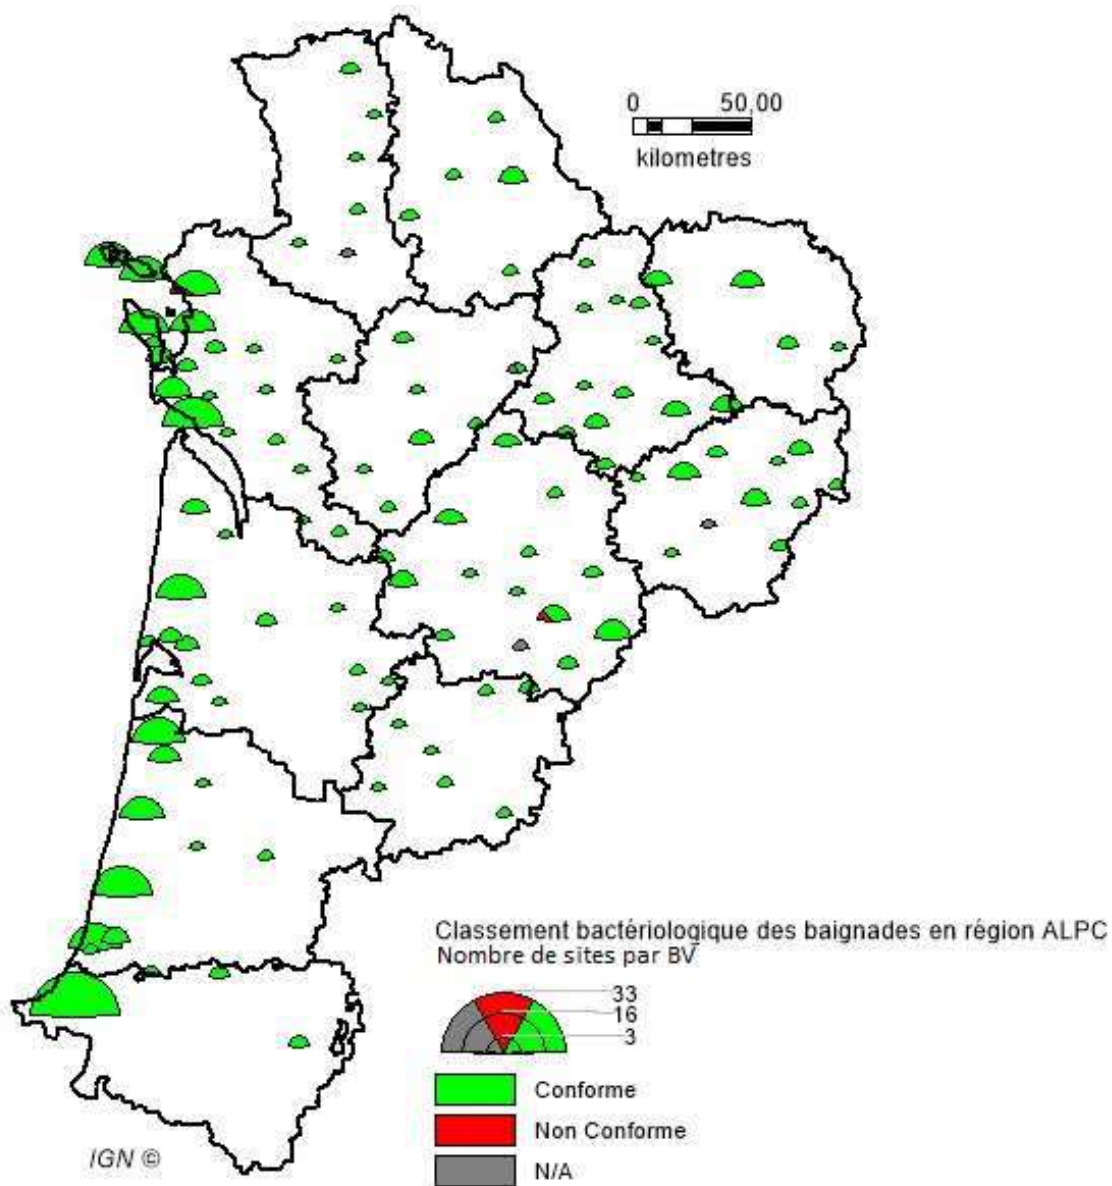 0 50,00
kilometres
Classement bactériologique des baignades en région ALPC
Nombre de sites par BV
33
16
3
Conforme
Non Conforme
N/A
IGN ©